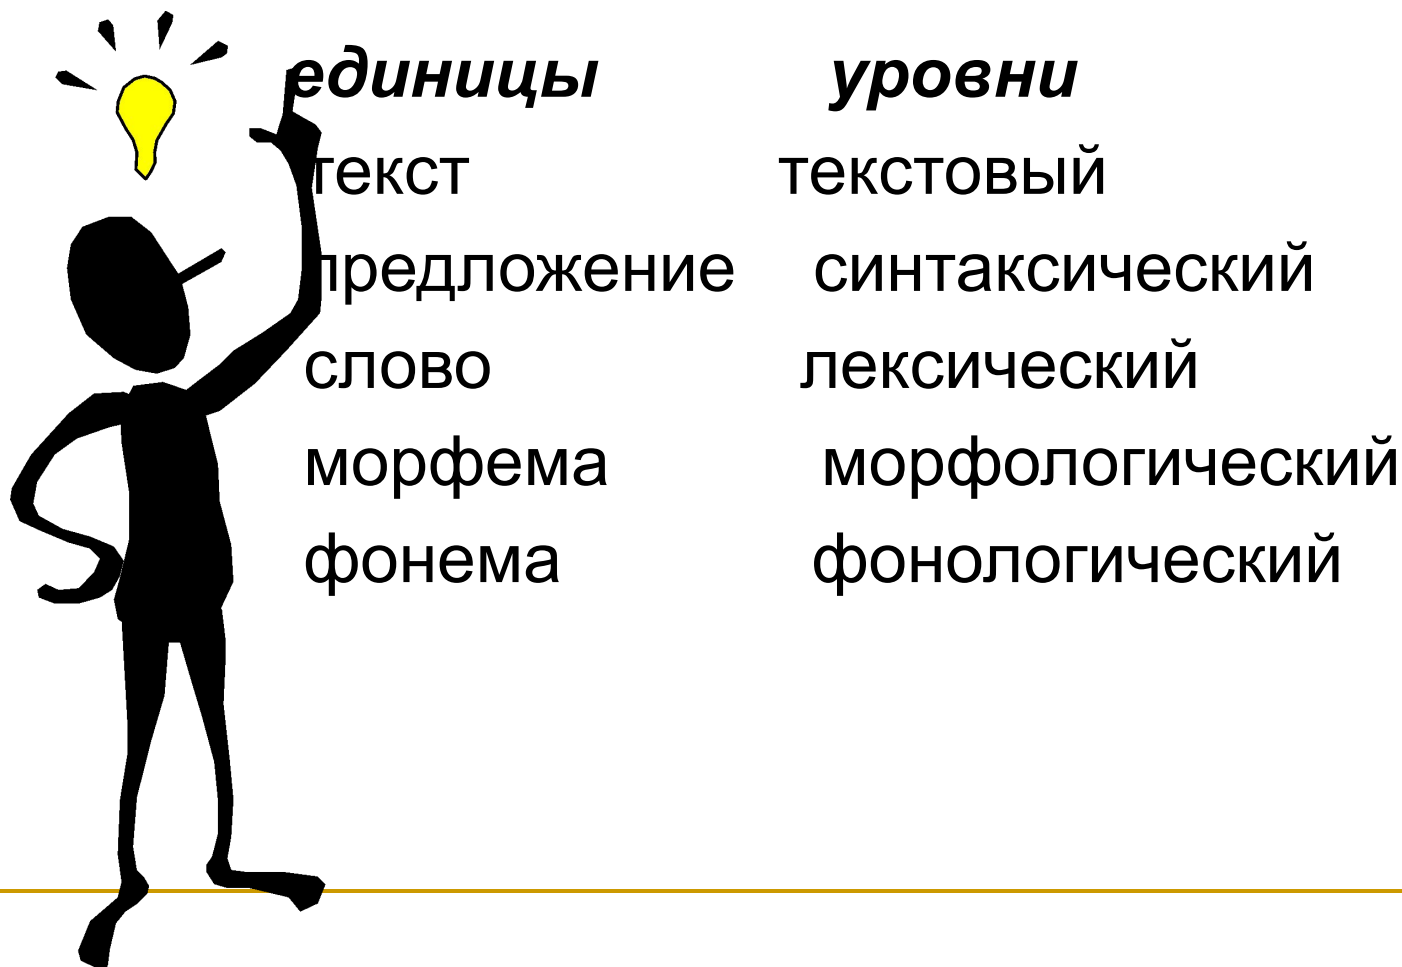 единицы уровни
текст текстовый
предложение синтаксический
слово лексический
морфема морфологический
фонема фонологический